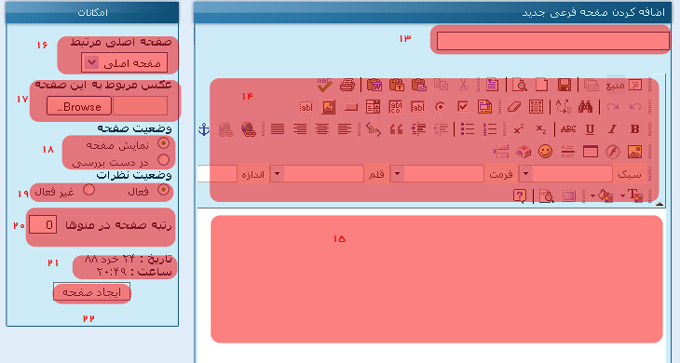 اضافه کردن صفحه فرعی جدید
۱۳
۱۴
منبع
سبک
فرمت
قلم
اندازه
۱۵
امکانات
صفحه اصلی مرتبط
۱۶
صفحه اصلی
عکس مربوط به این صفحه
۱۷
Browse...
وضعیت صفحه
نمایش صفحه
۱۸
در دست بررسی
وضعیت نظرات
فعال غیر فعال
۱۹
رتبه صفحه در منوها 0
۲۰
تاریخ : ۲۴ خرد ۸۸
۲۱
ساعت : ۲۰:۴۹
ایجاد صفحه
۲۲